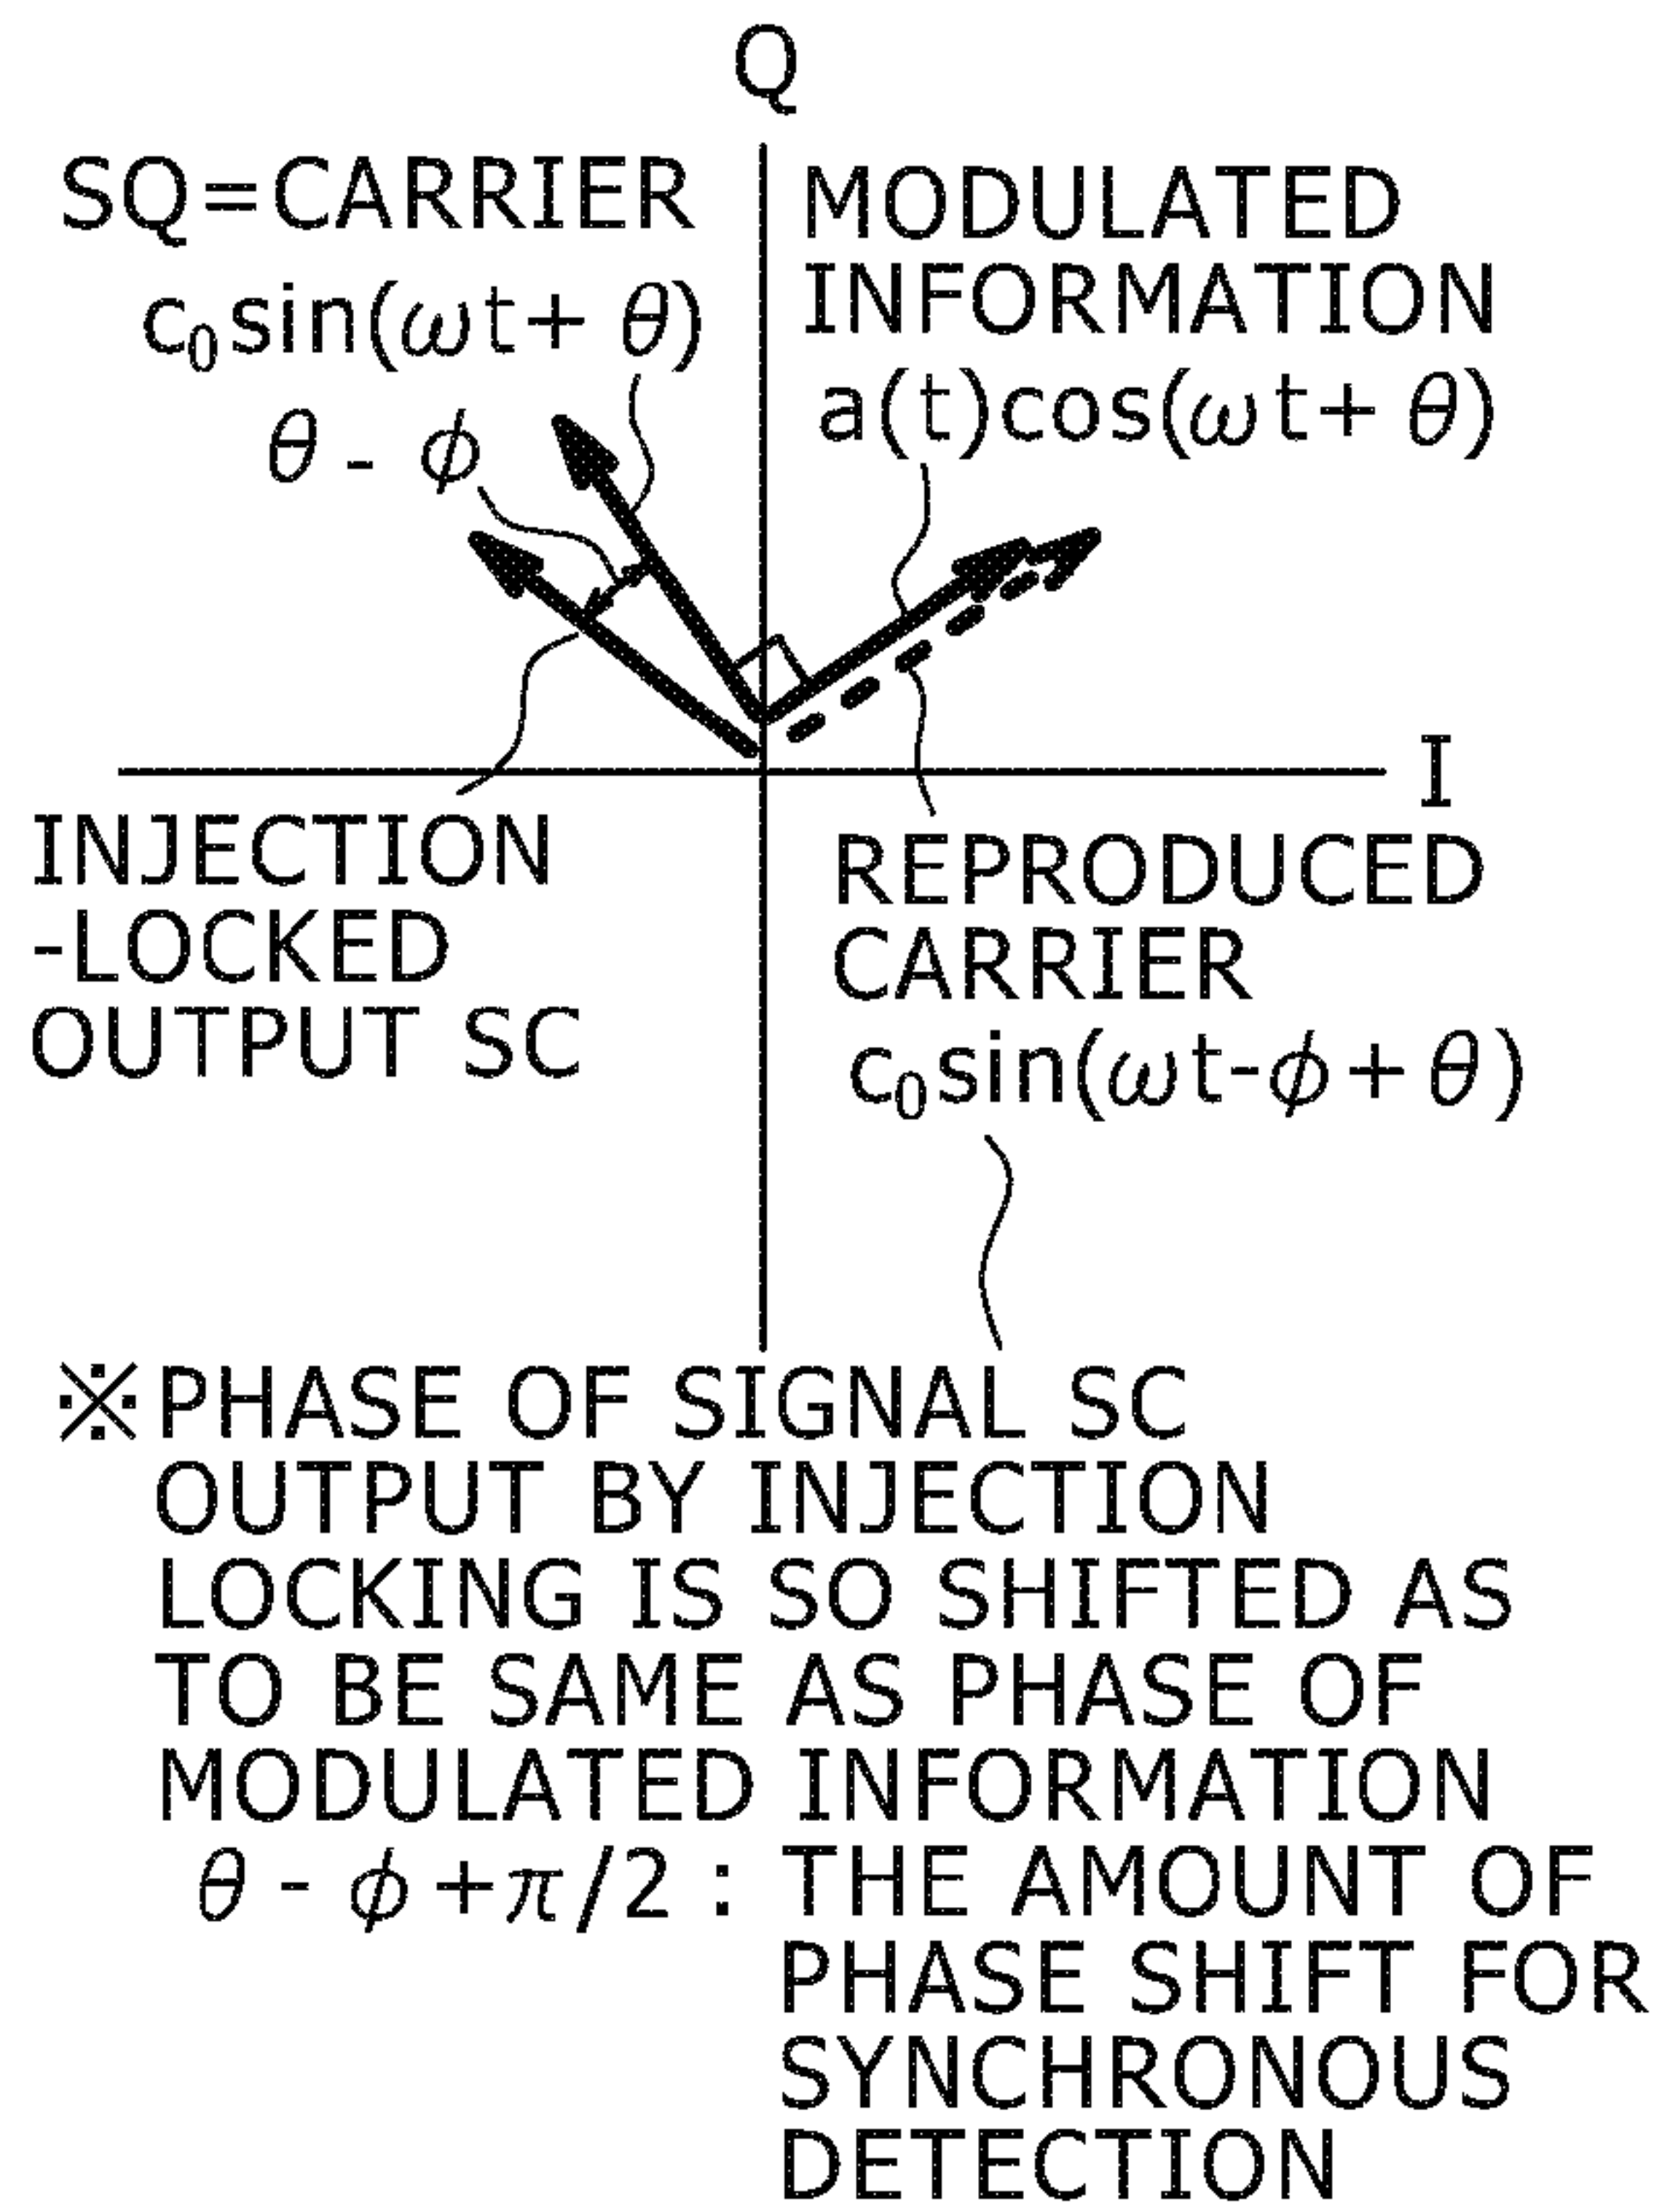 Q
SQ=CARRIER
c₀sin(ωt+ θ)
θ - ϕ
MODULATED
INFORMATION
a(t)cos(ωt+ θ)
I
INJECTION
-LOCKED
OUTPUT SC
REPRODUCED
CARRIER
c₀sin(ωt-ϕ+ θ)
※PHASE OF SIGNAL SC
OUTPUT BY INJECTION
LOCKING IS SO SHIFTED AS
TO BE SAME AS PHASE OF
MODULATED INFORMATION
θ - ϕ +π/2 : THE AMOUNT OF
PHASE SHIFT FOR
SYNCHRONOUS
DETECTION